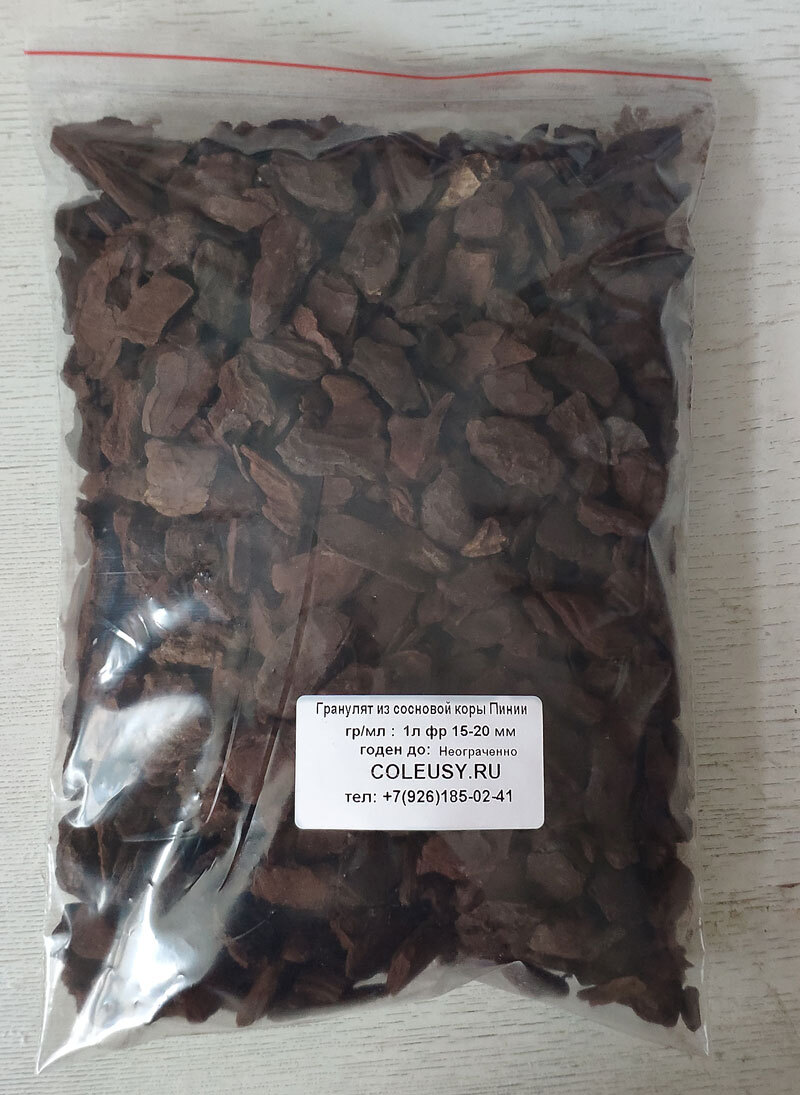 Гранулят из сосновой коры Пинии
гр/мл : 1л фр 15-20 мм
годен до: Неограченно
COLEUSY.RU
тел: +7(926)185-02-41